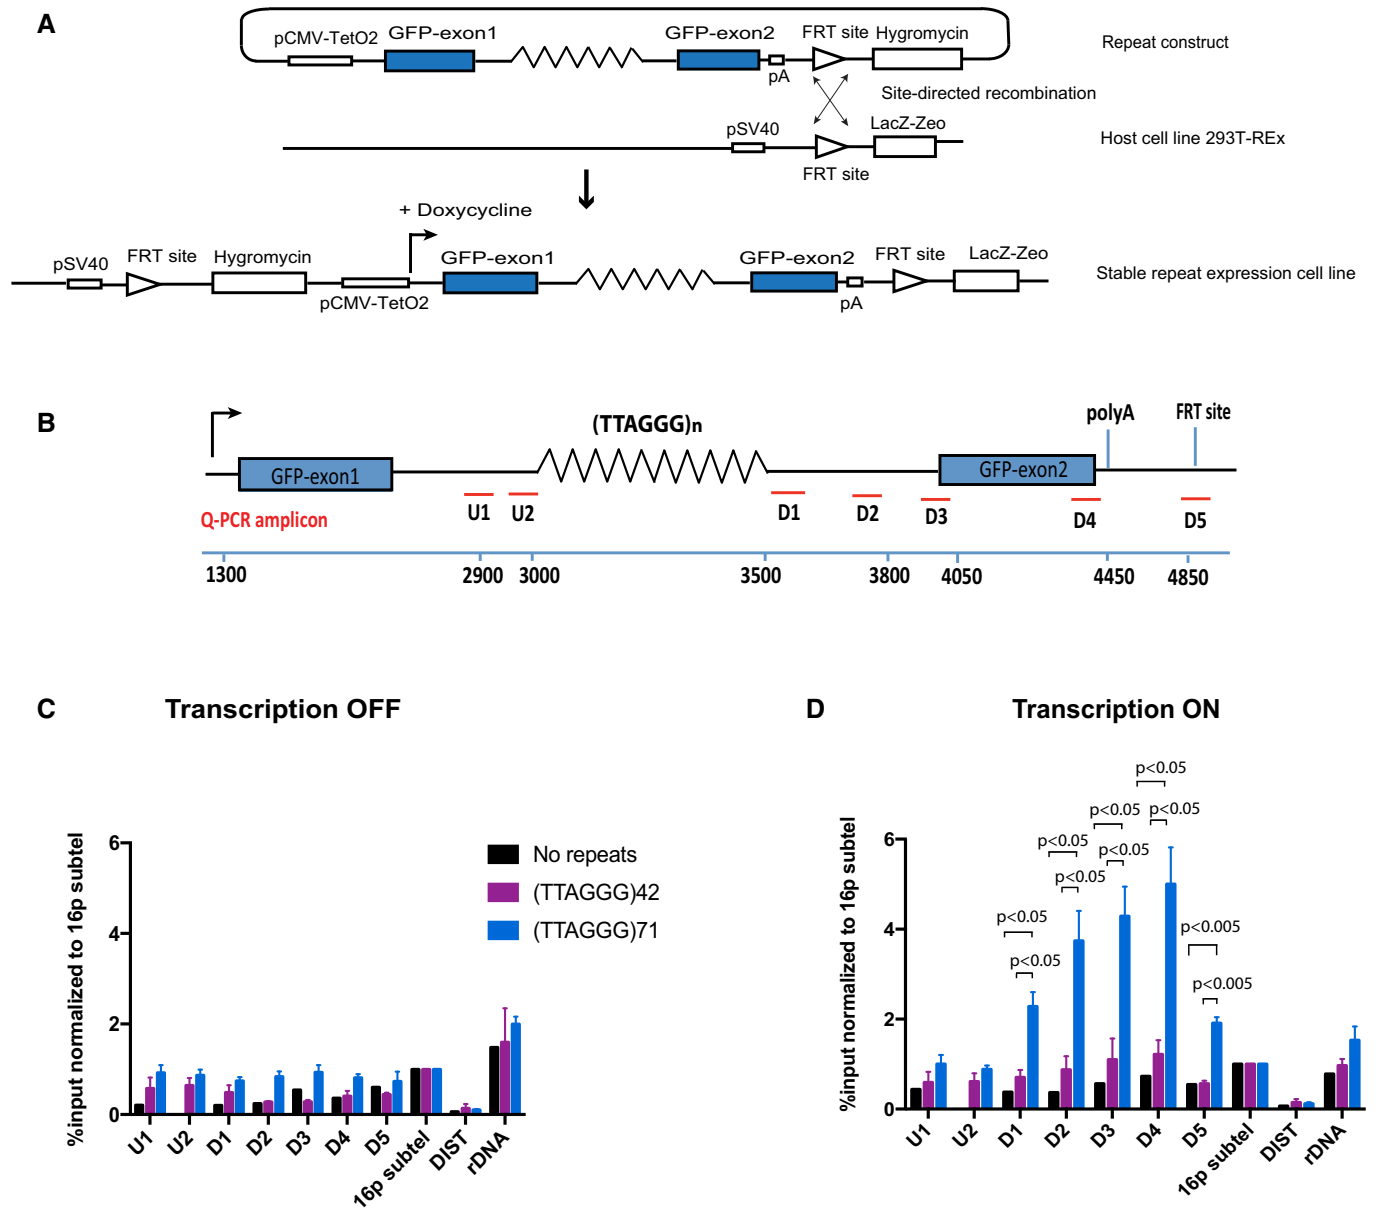 A
pCMV-TetO2
GFP-exon1
GFP-exon2
FRT site
Hygromycin
pA
Repeat construct
Site-directed recombination
pSV40
LacZ-Zeo
FRT site
Host cell line 293T-REx
+ Doxycycline
pSV40
FRT site
Hygromycin
pCMV-TetO2
GFP-exon1
GFP-exon2
pA
FRT site
LacZ-Zeo
Stable repeat expression cell line
B
(TTAGGG)n
polyA
FRT site
GFP-exon1
GFP-exon2
Q-PCR amplicon
U1
U2
D1
D2
D3
D4
D5
1300
2900
3000
3500
3800
4050
4450
4850
C
Transcription OFF
%input normalized to 16p subtel
6
4
2
0
No repeats
(TTAGGG)42
(TTAGGG)71
U1
U2
D1
D2
D3
D4
D5
16p subtel
DIST
rDNA
D
Transcription ON
%input normalized to 16p subtel
6
4
2
0
p<0.05
p<0.05
p<0.05
p<0.05
p<0.05
p<0.05
p<0.05
p<0.05
p<0.005
p<0.005
U1
U2
D1
D2
D3
D4
D5
16p subtel
DIST
rDNA